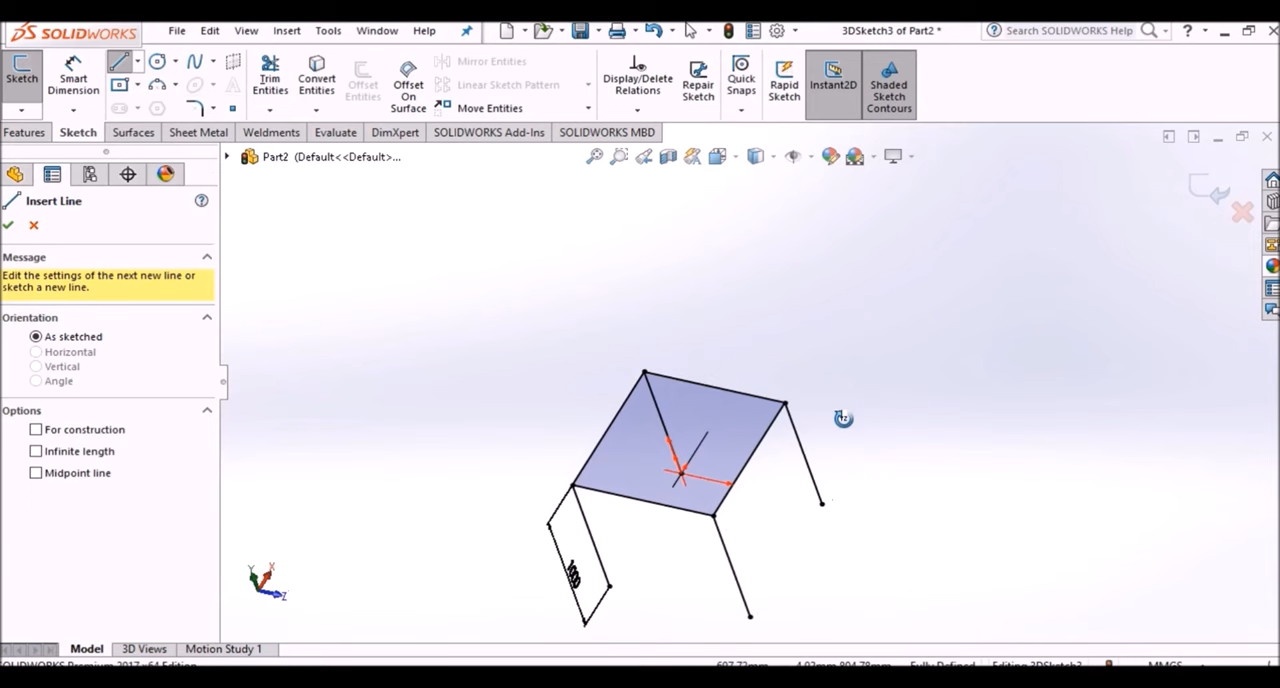 SOLIDWORKS File Edit View Insert Tools Window Help 3DSketch3 of Part2 * Search SOLIDWORKS Help ?
Sketch Smart Dimension Trim Entities Convert Entities Offset Entities Offset On Surface Mirror Entities Linear Sketch Pattern Move Entities Display/Delete Relations Repair Sketch Quick Snaps Rapid Sketch Instant2D Shaded Sketch Contours
Features Sketch Surfaces Sheet Metal Weldments Evaluate DimXpert SOLIDWORKS Add-Ins SOLIDWORKS MBD
Part2 (Default<<Default>...
Insert Line
Message
Edit the settings of the next new line or
sketch a new line.
Orientation
As sketched
Horizontal
Vertical
Angle
Options
For construction
Infinite length
Midpoint line
Y X Z
Model 3D Views Motion Study 1
SOLIDWORKS Premium 2017 x64 Edition Fully Defined Editing 3DSketch3 MMGS